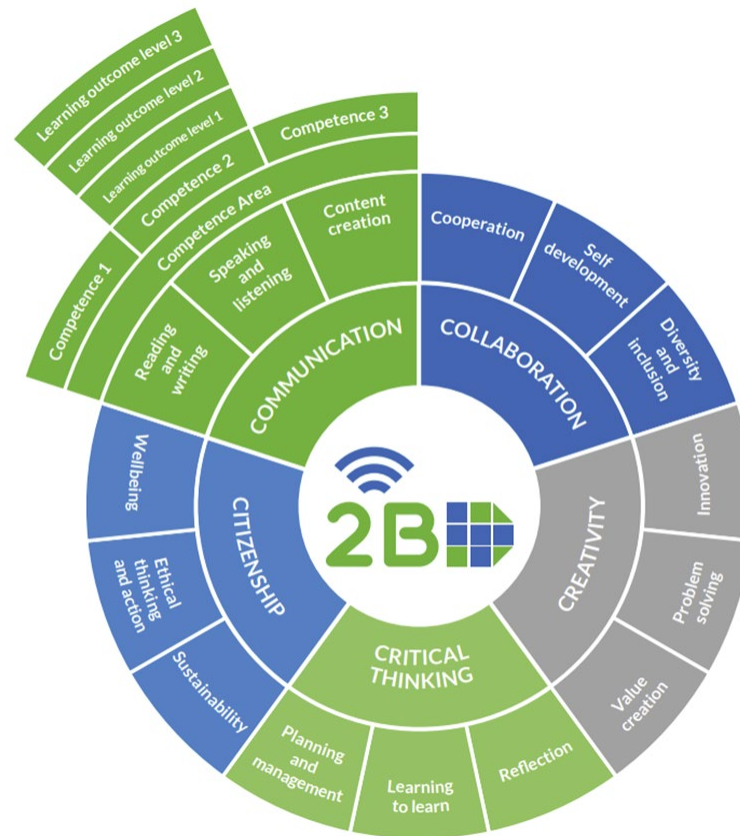 Learning outcome level 3
Learning outcome level 2
Learning outcome level 1
Competence 1
Competence 2
Competence 3
Competence Area
Reading
and
writing
Speaking
and
listening
Content
creation
COMMUNICATION
Cooperation
Self
development
Diversity
and
inclusion
COLLABORATION
Innovation
Problem
solving
Value
creation
CREATIVITY
Reflection
Learning
to learn
Planning
and
management
CRITICAL
THINKING
Sustainability
Ethical
thinking
and action
Wellbeing
CITIZENSHIP
2BD